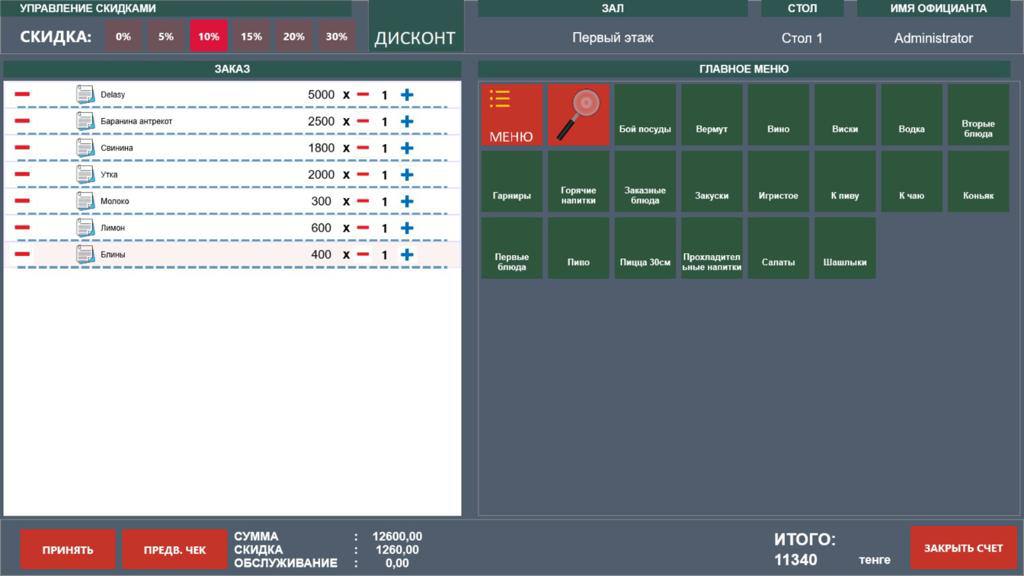 УПРАВЛЕНИЕ СКИДКАМИ
СКИДКА: 0% 5% 10% 15% 20% 30% ДИСКОНТ
ЗАЛ СТОЛ ИМЯ ОФИЦИАНТА
Первый этаж Стол 1 Administrator
ЗАКАЗ
Delasy 5000 x 1
Баранина антрекот 2500 x 1
Свинина 1800 x 1
Утка 2000 x 1
Молоко 300 x 1
Лимон 600 x 1
Блины 400 x 1
ГЛАВНОЕ МЕНЮ
МЕНЮ
Бой посуды
Вермут
Вино
Виски
Водка
Вторые
блюда
Гарниры
Горячие
напитки
Заказные
блюда
Закуски
Игристое
К пиву
К чаю
Коньяк
Первые
блюда
Пиво
Пицца 30см
Прохладител
ьные напитки
Салаты
Шашлыки
ПРИНЯТЬ
ПРЕДВ. ЧЕК
СУММА : 12600,00
СКИДКА : 1260,00
ОБСЛУЖИВАНИЕ : 0,00
ИТОГО:
11340 тенге
ЗАКРЫТЬ СЧЕТ